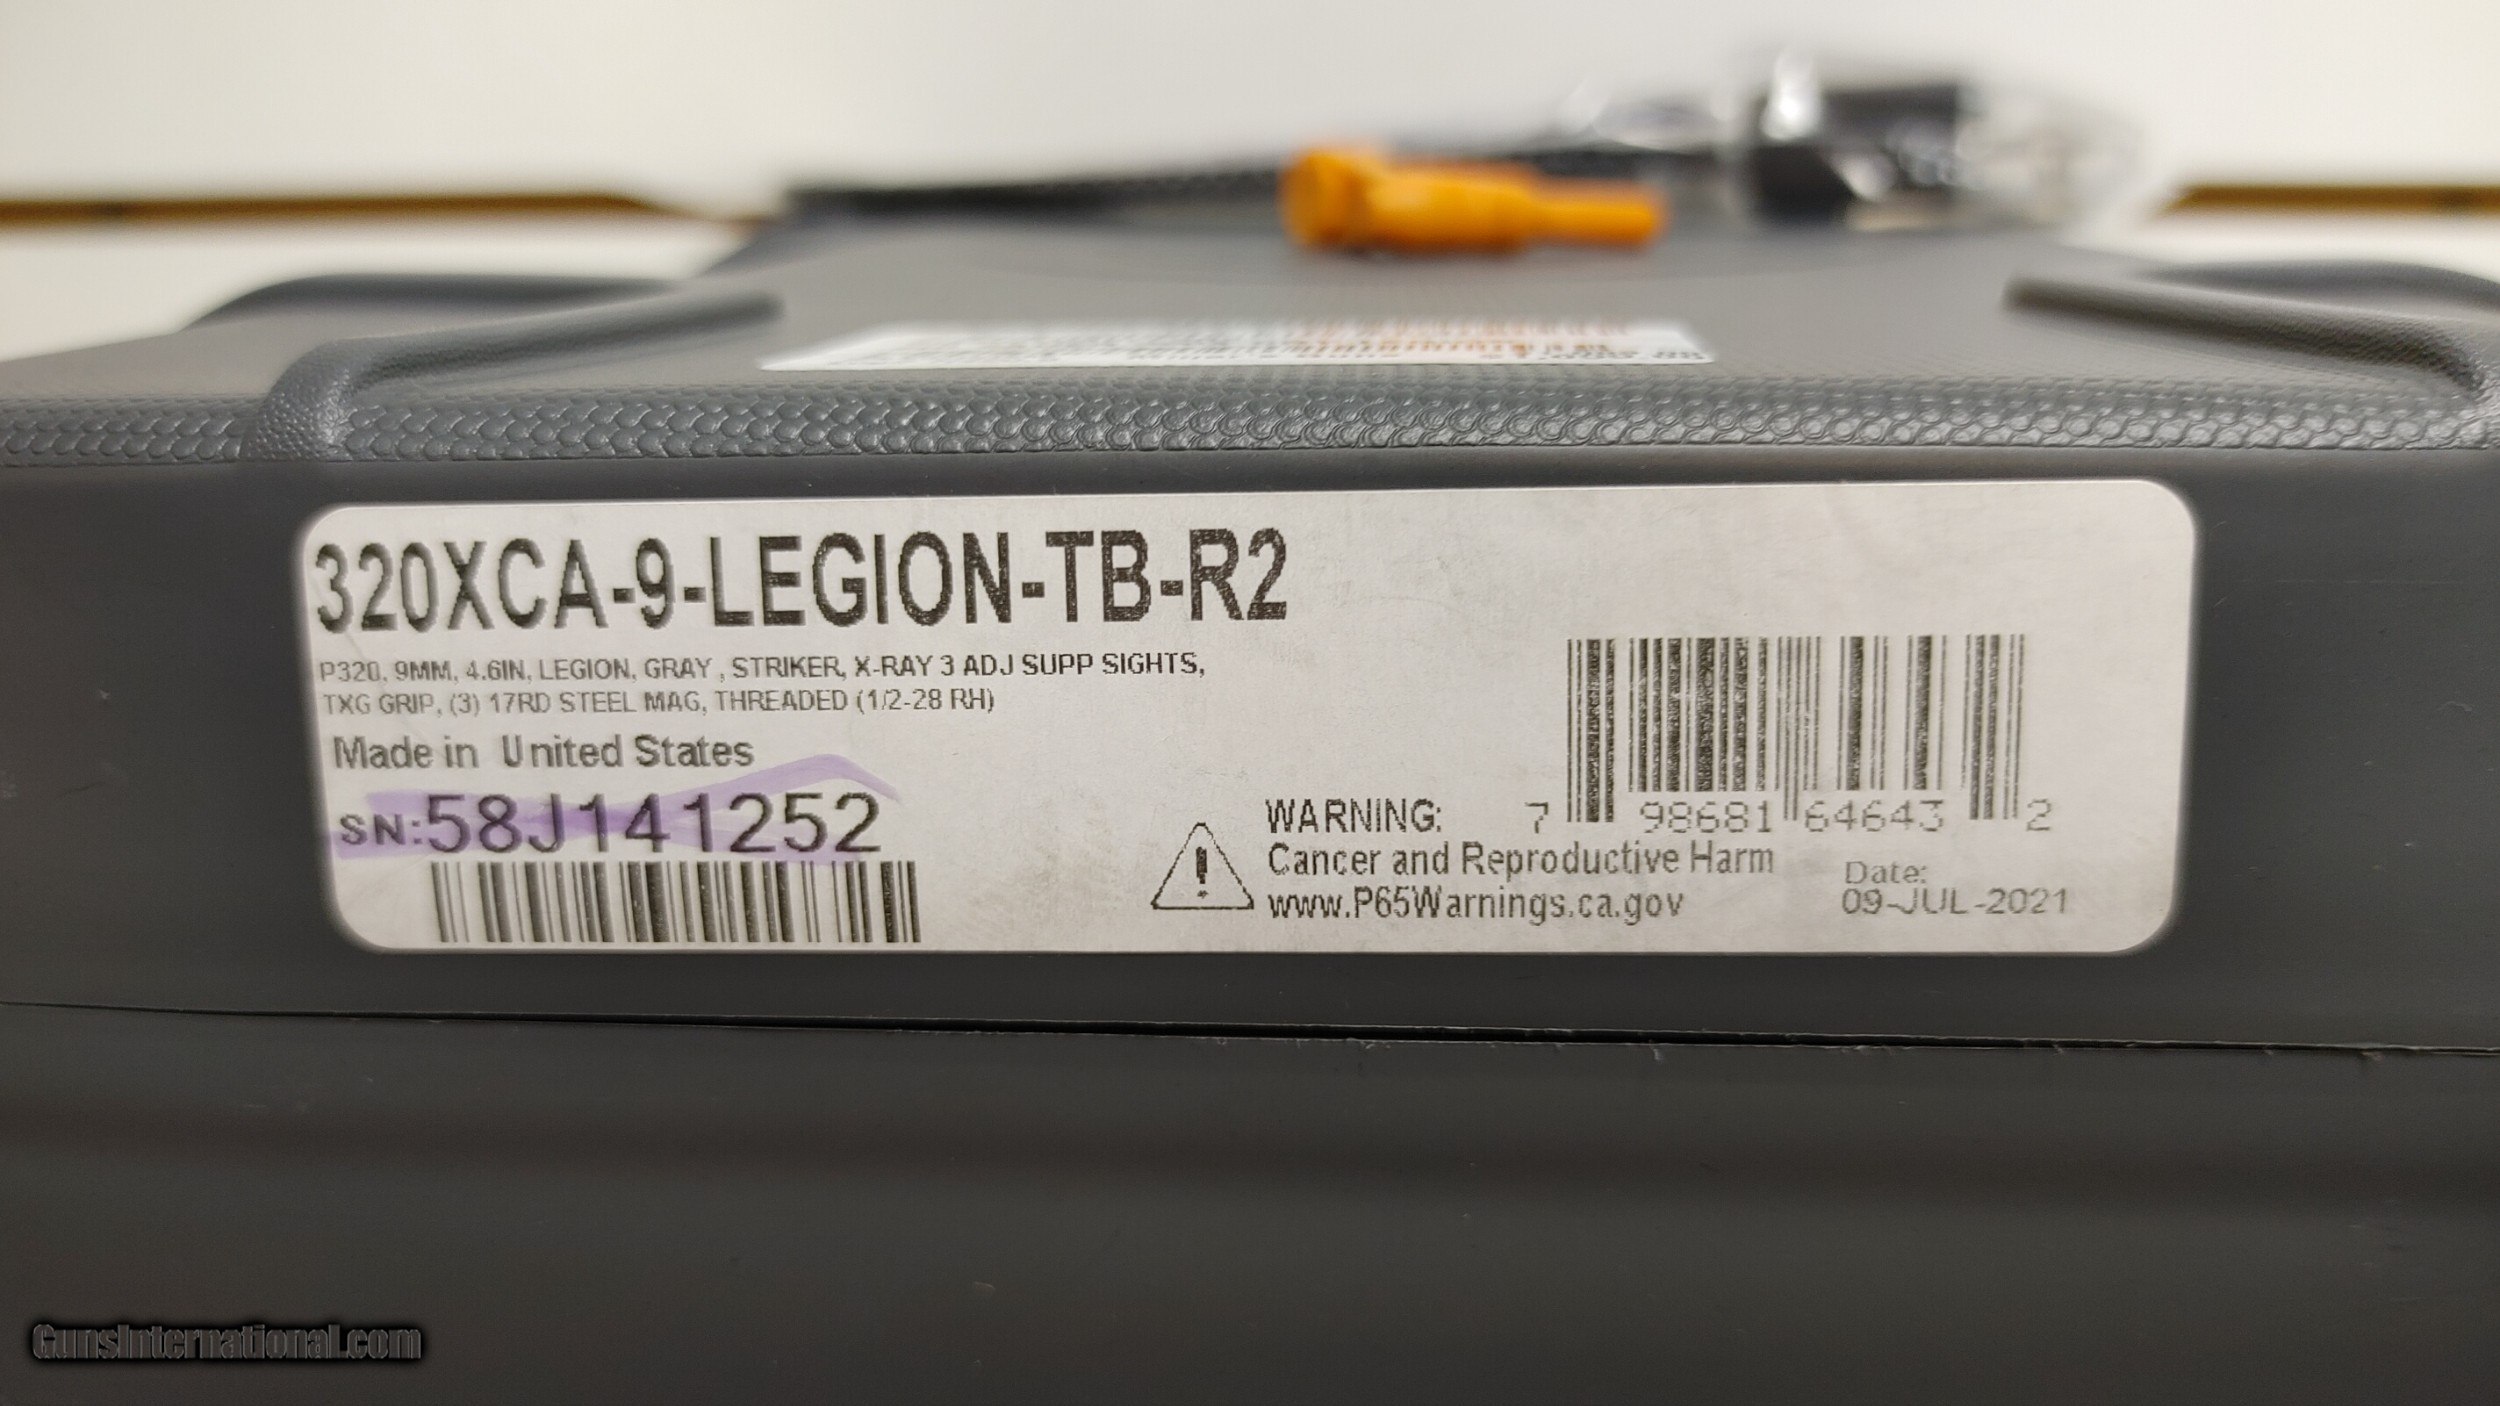 320XCA-9-LEGION-TB-R2
P320, 9MM, 4.6IN, LEGION, GRAY , STRIKER, X-RAY 3 ADJ SUPP SIGHTS,
TXG GRIP, (3) 17RD STEEL MAG, THREADED (1/2-28 RH)
Made in United States
SN:58J141252
WARNING:
Cancer and Reproductive Harm
www.P65Warnings.ca.gov
7 98681 64643 2
Date:
09-JUL-2021
GunsInternational.com